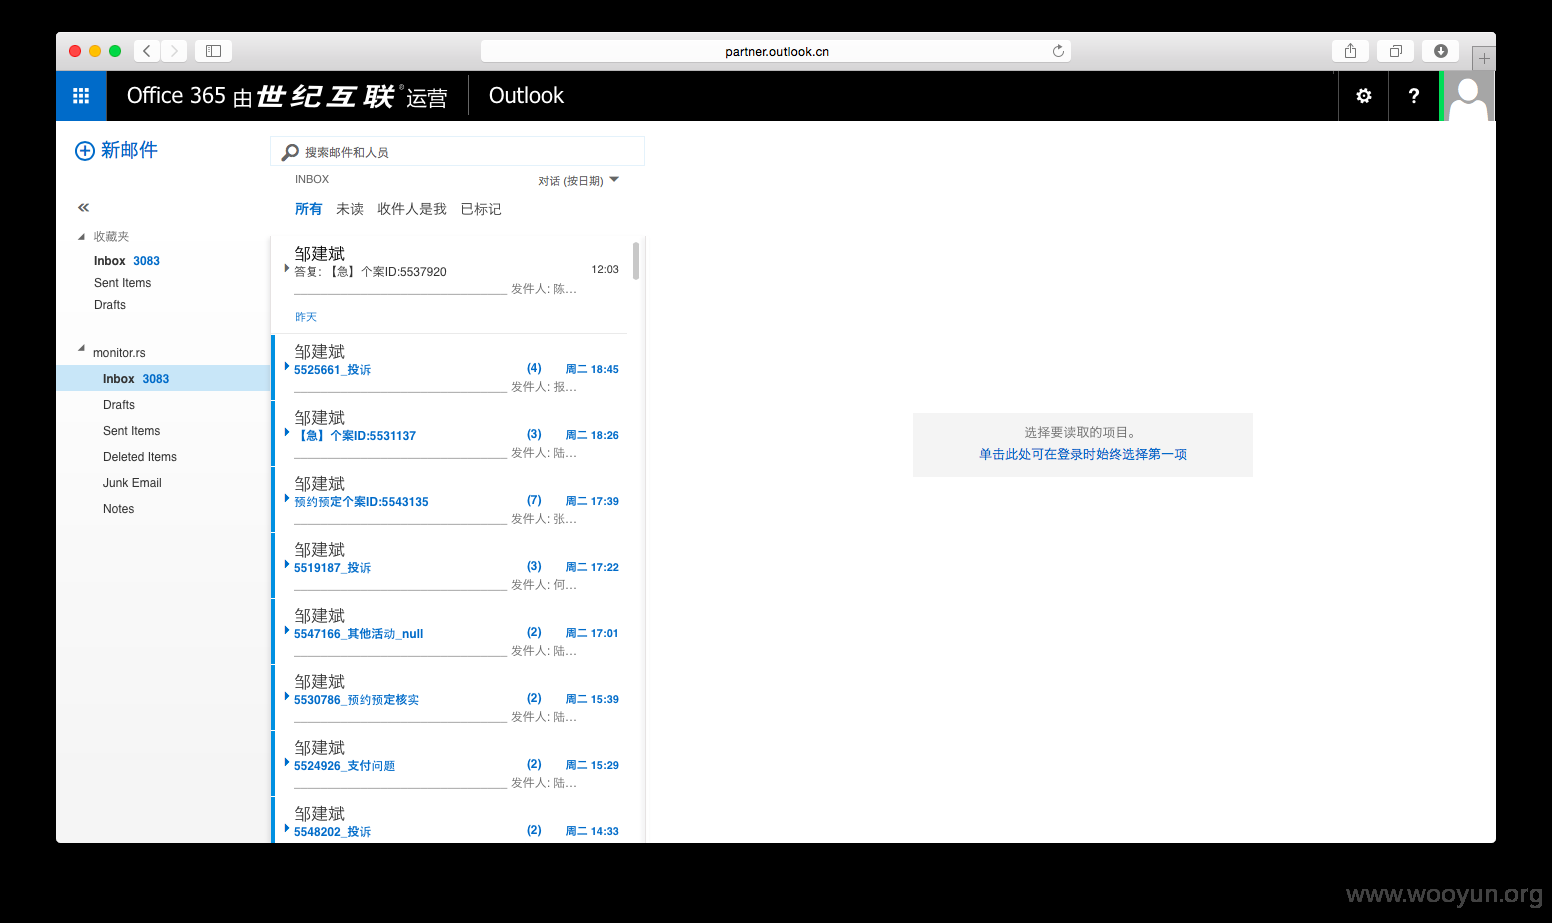 partner.outlook.cn
Office 365 由世纪互联®运营 Outlook
?
新邮件
搜索邮件和人员
INBOX 对话 (按日期)
所有 未读 收件人是我 已标记
«
收藏夹
Inbox 3083
Sent Items
Drafts
monitor.rs
Inbox 3083
Drafts
Sent Items
Deleted Items
Junk Email
Notes
邹建斌
答复: 【急】个案ID:5537920 12:03
发件人: 陈...
昨天
邹建斌
5525661_投诉 (4) 周二 18:45
发件人: 报...
邹建斌
【急】个案ID:5531137 (3) 周二 18:26
发件人: 陆...
邹建斌
预约预定个案ID:5543135 (7) 周二 17:39
发件人: 张...
邹建斌
5519187_投诉 (3) 周二 17:22
发件人: 何...
邹建斌
5547166_其他活动_null (2) 周二 17:01
发件人: 陆...
邹建斌
5530786_预约预定核实 (2) 周二 15:39
发件人: 陆...
邹建斌
5524926_支付问题 (2) 周二 15:29
发件人: 陆...
邹建斌
5548202_投诉 (2) 周二 14:33
选择要读取的项目。
单击此处可在登录时始终选择第一项
www.wooyun.org